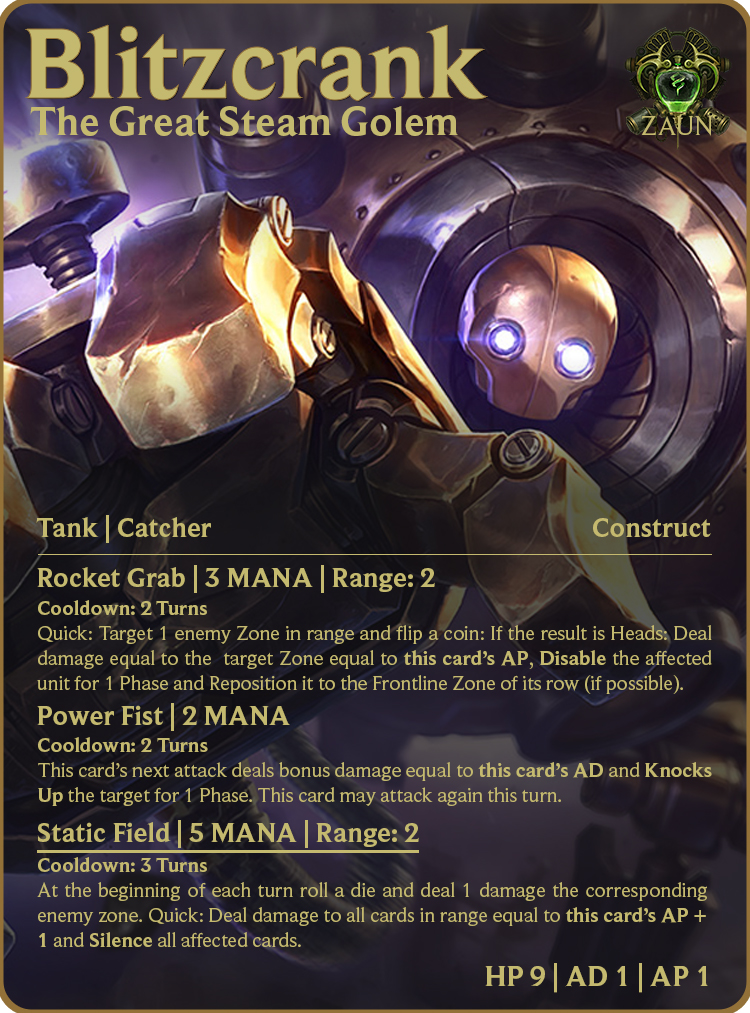 Blitzcrank
The Great Steam Golem
ZAUN
Tank | Catcher
Construct
Rocket Grab | 3 MANA | Range: 2
Cooldown: 2 Turns
Quick: Target 1 enemy Zone in range and flip a coin: If the result is Heads: Deal
damage equal to the  target Zone equal to this card's AP, Disable the affected
unit for 1 Phase and Reposition it to the Frontline Zone of its row (if possible).
Power Fist | 2 MANA
Cooldown: 2 Turns
This card's next attack deals bonus damage equal to this card's AD and Knocks
Up the target for 1 Phase. This card may attack again this turn.
Static Field | 5 MANA | Range: 2
Cooldown: 3 Turns
At the beginning of each turn roll a die and deal 1 damage the corresponding
enemy zone. Quick: Deal damage to all cards in range equal to this card's AP +
1 and Silence all affected cards.
HP 9 | AD 1 | AP 1